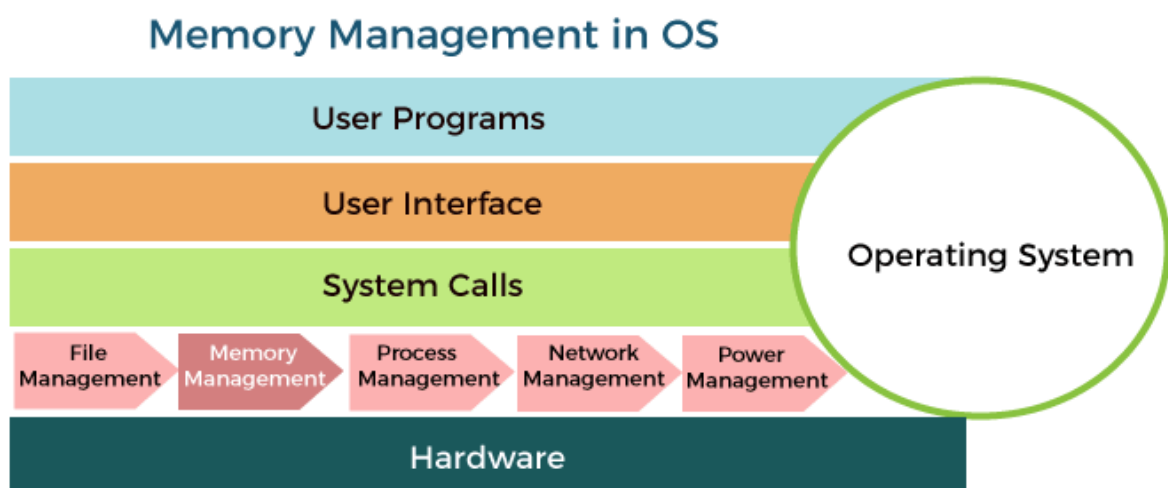 Memory Management in OS
User Programs
User Interface
System Calls
Operating System
File
Management
Memory
Management
Process
Management
Network
Management
Power
Management
Hardware